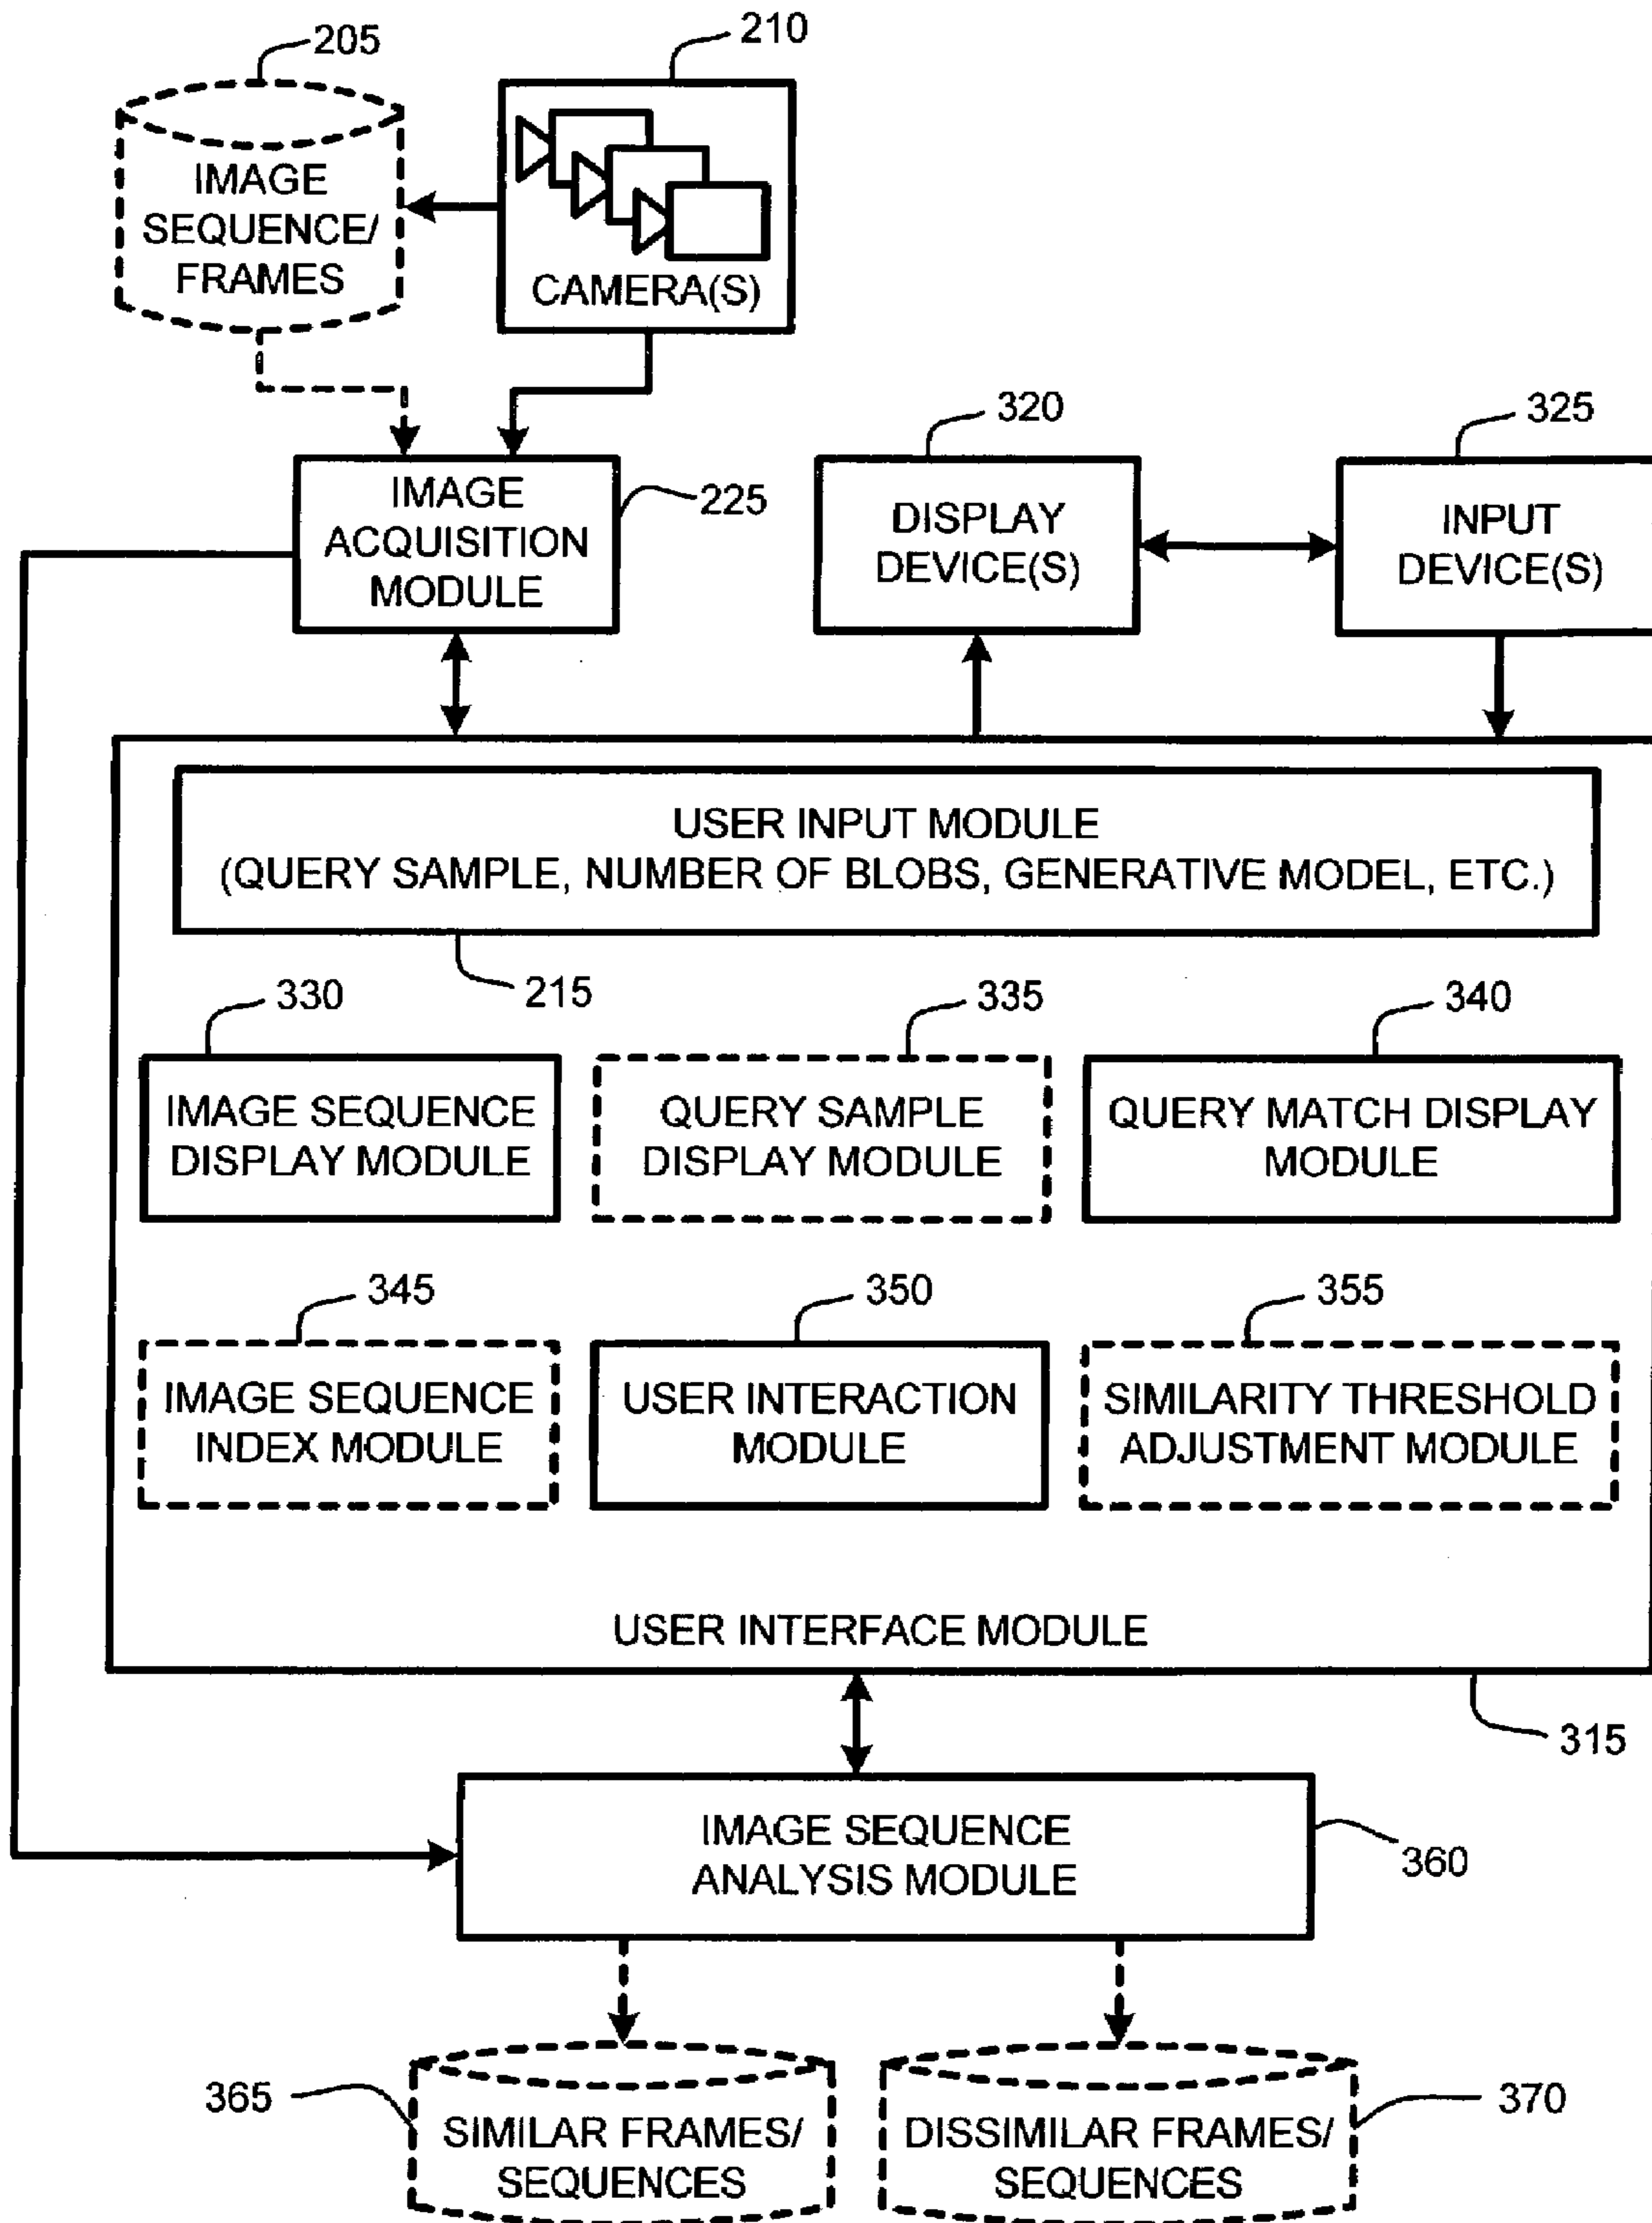 205
210
IMAGE
SEQUENCE/
FRAMES
CAMERA(S)
320
325
IMAGE
ACQUISITION
MODULE
225
DISPLAY
DEVICE(S)
INPUT
DEVICE(S)
USER INPUT MODULE
(QUERY SAMPLE, NUMBER OF BLOBS, GENERATIVE MODEL, ETC.)
215
330
335
340
IMAGE SEQUENCE
DISPLAY MODULE
QUERY SAMPLE
DISPLAY MODULE
QUERY MATCH DISPLAY
MODULE
345
350
355
IMAGE SEQUENCE
INDEX MODULE
USER INTERACTION
MODULE
SIMILARITY THRESHOLD
ADJUSTMENT MODULE
USER INTERFACE MODULE
315
IMAGE SEQUENCE
ANALYSIS MODULE
360
365
SIMILAR FRAMES/
SEQUENCES
DISSIMILAR FRAMES/
SEQUENCES
370